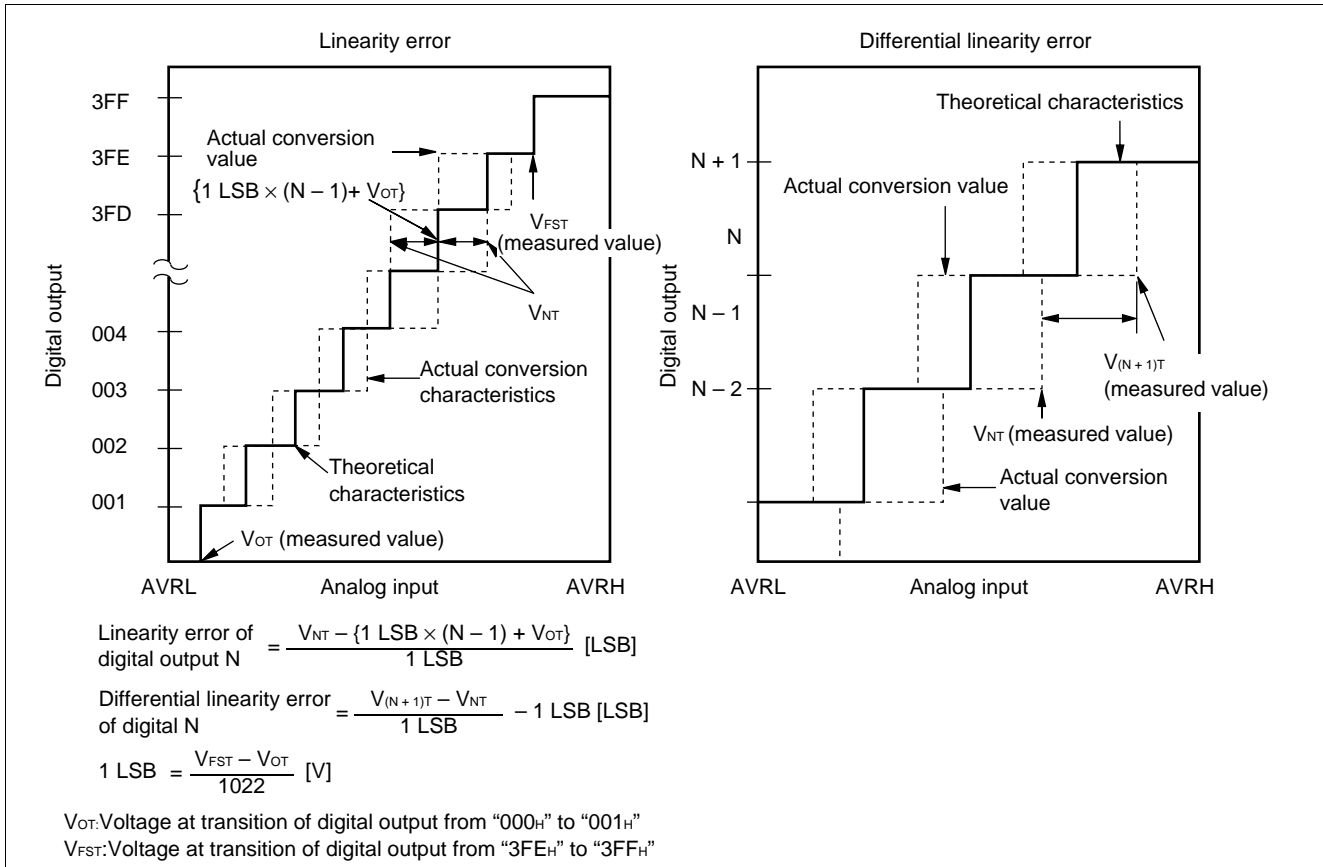 Linearity error
3FF
3FE
3FD
004
003
002
001
Digital output
Actual conversion
value
{1 LSB × (N – 1)+ VOT}
VFST
(measured value)
VNT
Actual conversion
characteristics
Theoretical
characteristics
VOT (measured value)
AVRL
Analog input
AVRH
Differential linearity error
Theoretical characteristics
N + 1
Actual conversion value
N
N – 1
Digital output
N – 2
V(N + 1)T
(measured value)
VNT (measured value)
Actual conversion
value
AVRL
Analog input
AVRH
Linearity error of
digital output N
= VNT – {1 LSB × (N – 1) + VOT}
1 LSB
[LSB]
Differential linearity error
of digital N
= V(N + 1)T – VNT
1 LSB
– 1 LSB [LSB]
1 LSB = VFST – VOT
1022
[V]
VOT:Voltage at transition of digital output from “000H” to “001H”
VFST:Voltage at transition of digital output from “3FEH” to “3FFH”